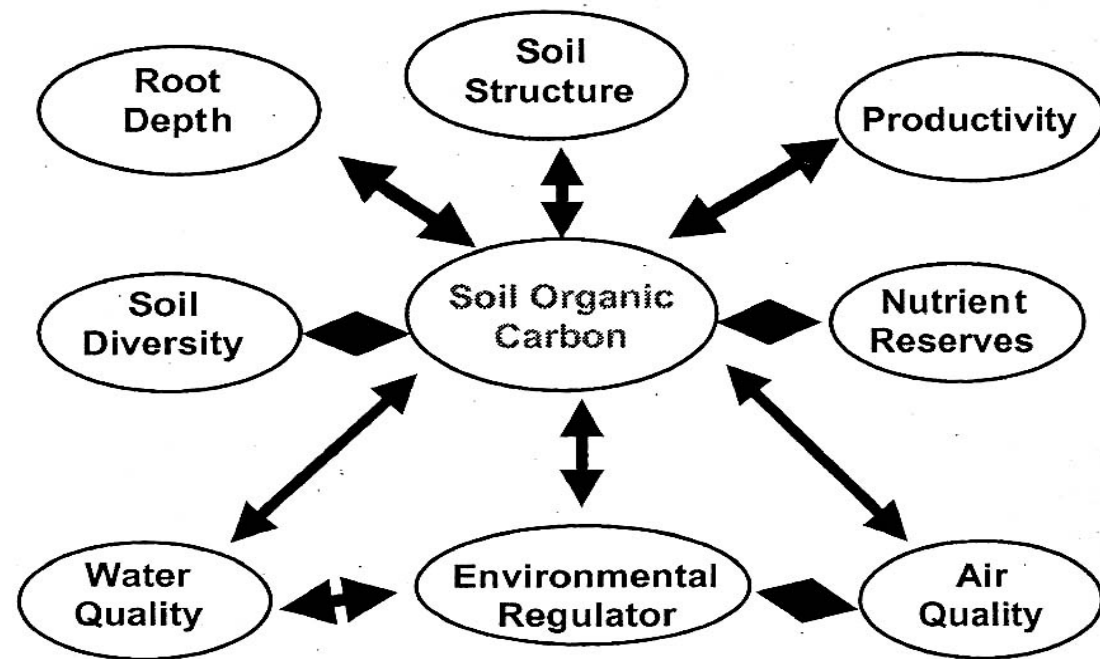 Root
Depth
Soil
Structure
Productivity
Soil
Diversity
Soil Organic
Carbon
Nutrient
Reserves
Water
Quality
Environmental
Regulator
Air
Quality